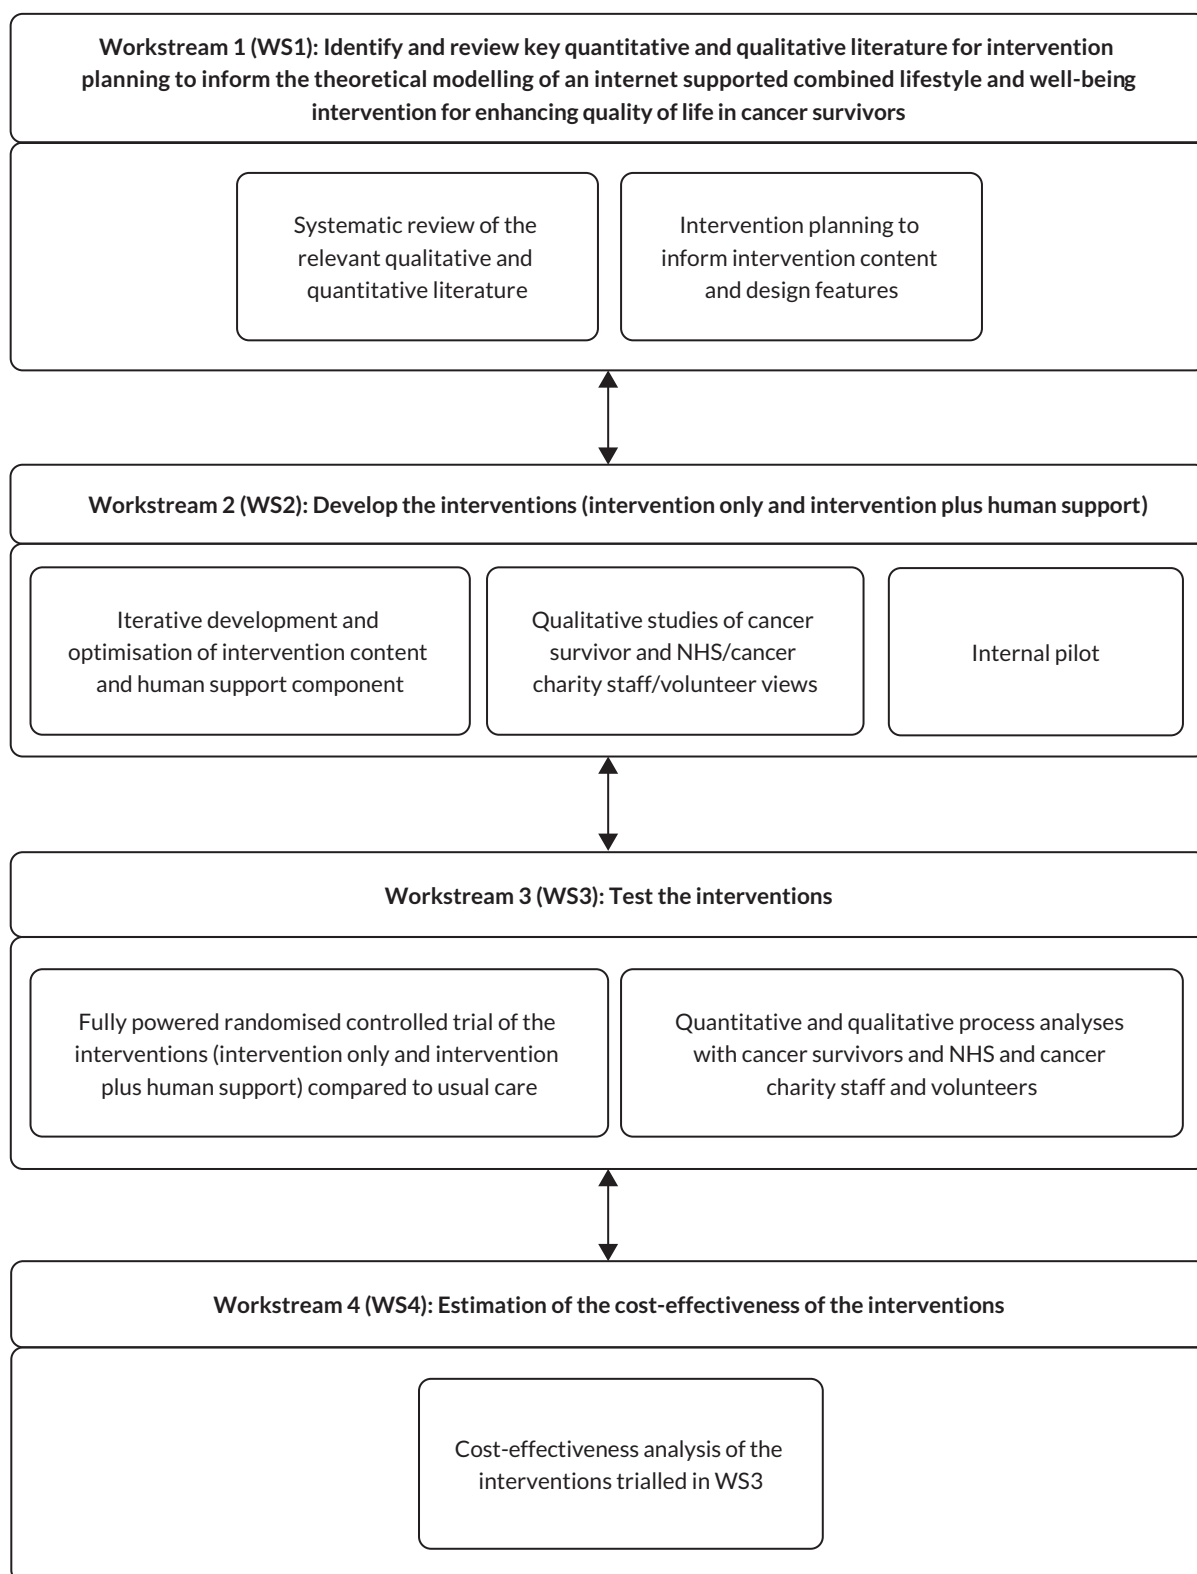 Workstream 1 (WS1): Identify and review key quantitative and qualitative literature for intervention
planning to inform the theoretical modelling of an internet supported combined lifestyle and well-being
intervention for enhancing quality of life in cancer survivors
Systematic review of the
relevant qualitative and
quantitative literature
Intervention planning to
inform intervention content
and design features
Workstream 2 (WS2): Develop the interventions (intervention only and intervention plus human support)
Iterative development and
optimisation of intervention content
and human support component
Qualitative studies of cancer
survivor and NHS/cancer
charity staff/volunteer views
Internal pilot
Workstream 3 (WS3): Test the interventions
Fully powered randomised controlled trial of the
interventions (intervention only and intervention
plus human support) compared to usual care
Quantitative and qualitative process analyses
with cancer survivors and NHS and cancer
charity staff and volunteers
Workstream 4 (WS4): Estimation of the cost-effectiveness of the interventions
Cost-effectiveness analysis of the
interventions trialled in WS3